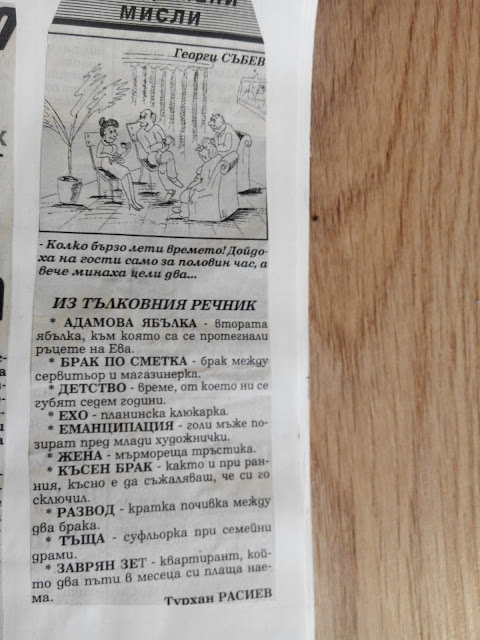 МИСЛИ
Георги СЪБЕВ
- Колко бързо лети времето! Дойдо-
ха на гости само за половин час, а
вече минаха цели два...
ИЗ ТЪЛКОВНИЯ РЕЧНИК
* АДАМОВА ЯБЪЛКА - втората
ябълка, към която са се протегнали
ръцете на Ева.
* БРАК ПО СМЕТКА - брак между
сервитьор и магазинерка.
* ДЕТСТВО - време, от което ни се
губят седем години.
* ЕХО - планинска клюкарка.
* ЕМАНЦИПАЦИЯ - голи мъже по-
зират пред млади художнички.
* ЖЕНА - мърмореща тръстика.
* КЪСЕН БРАК - както и при ран-
ния, късно е да съжаляваш, че си го
сключил.
* РАЗВОД - кратка почивка между
два брака.
* ТЪЩА - суфльорка при семейни
драми.
* ЗАВРЯН ЗЕТ - квартирант, кой-
то два пъти в месеца си плаща нае-
ма.
Турхан РАСИЕВ